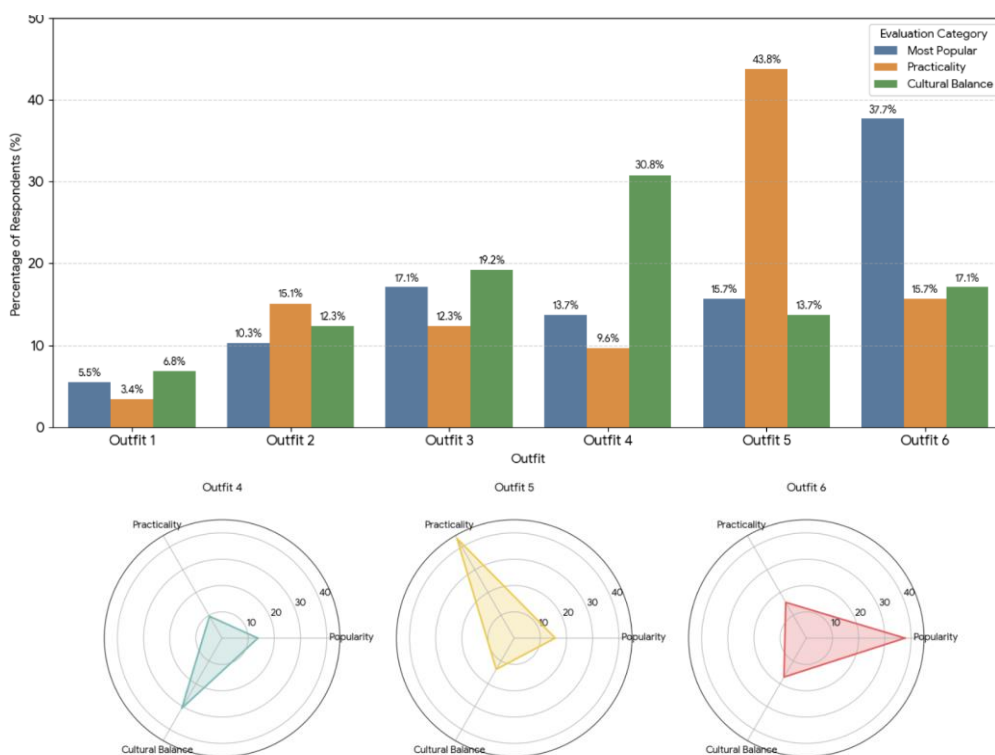 50
Evaluation Category
Most Popular
Practicality
Cultural Balance
43.8%
40
37.7%
30.8%
30
Percentage of Respondents (%)
20
19.2%
17.1%
17.1%
15.1%
15.7%
15.7%
13.7%
13.7%
12.3%
12.3%
10.3%
10
9.6%
6.8%
5.5%
3.4%
0
Outfit 1
Outfit 2
Outfit 3
Outfit 4
Outfit 5
Outfit 6
Outfit
Outfit 4
Practicality
10
20
30
40
Popularity
Cultural Balance
Outfit 5
Practicality
10
20
30
40
Popularity
Cultural Balance
Outfit 6
Practicality
10
20
30
40
Popularity
Cultural Balance